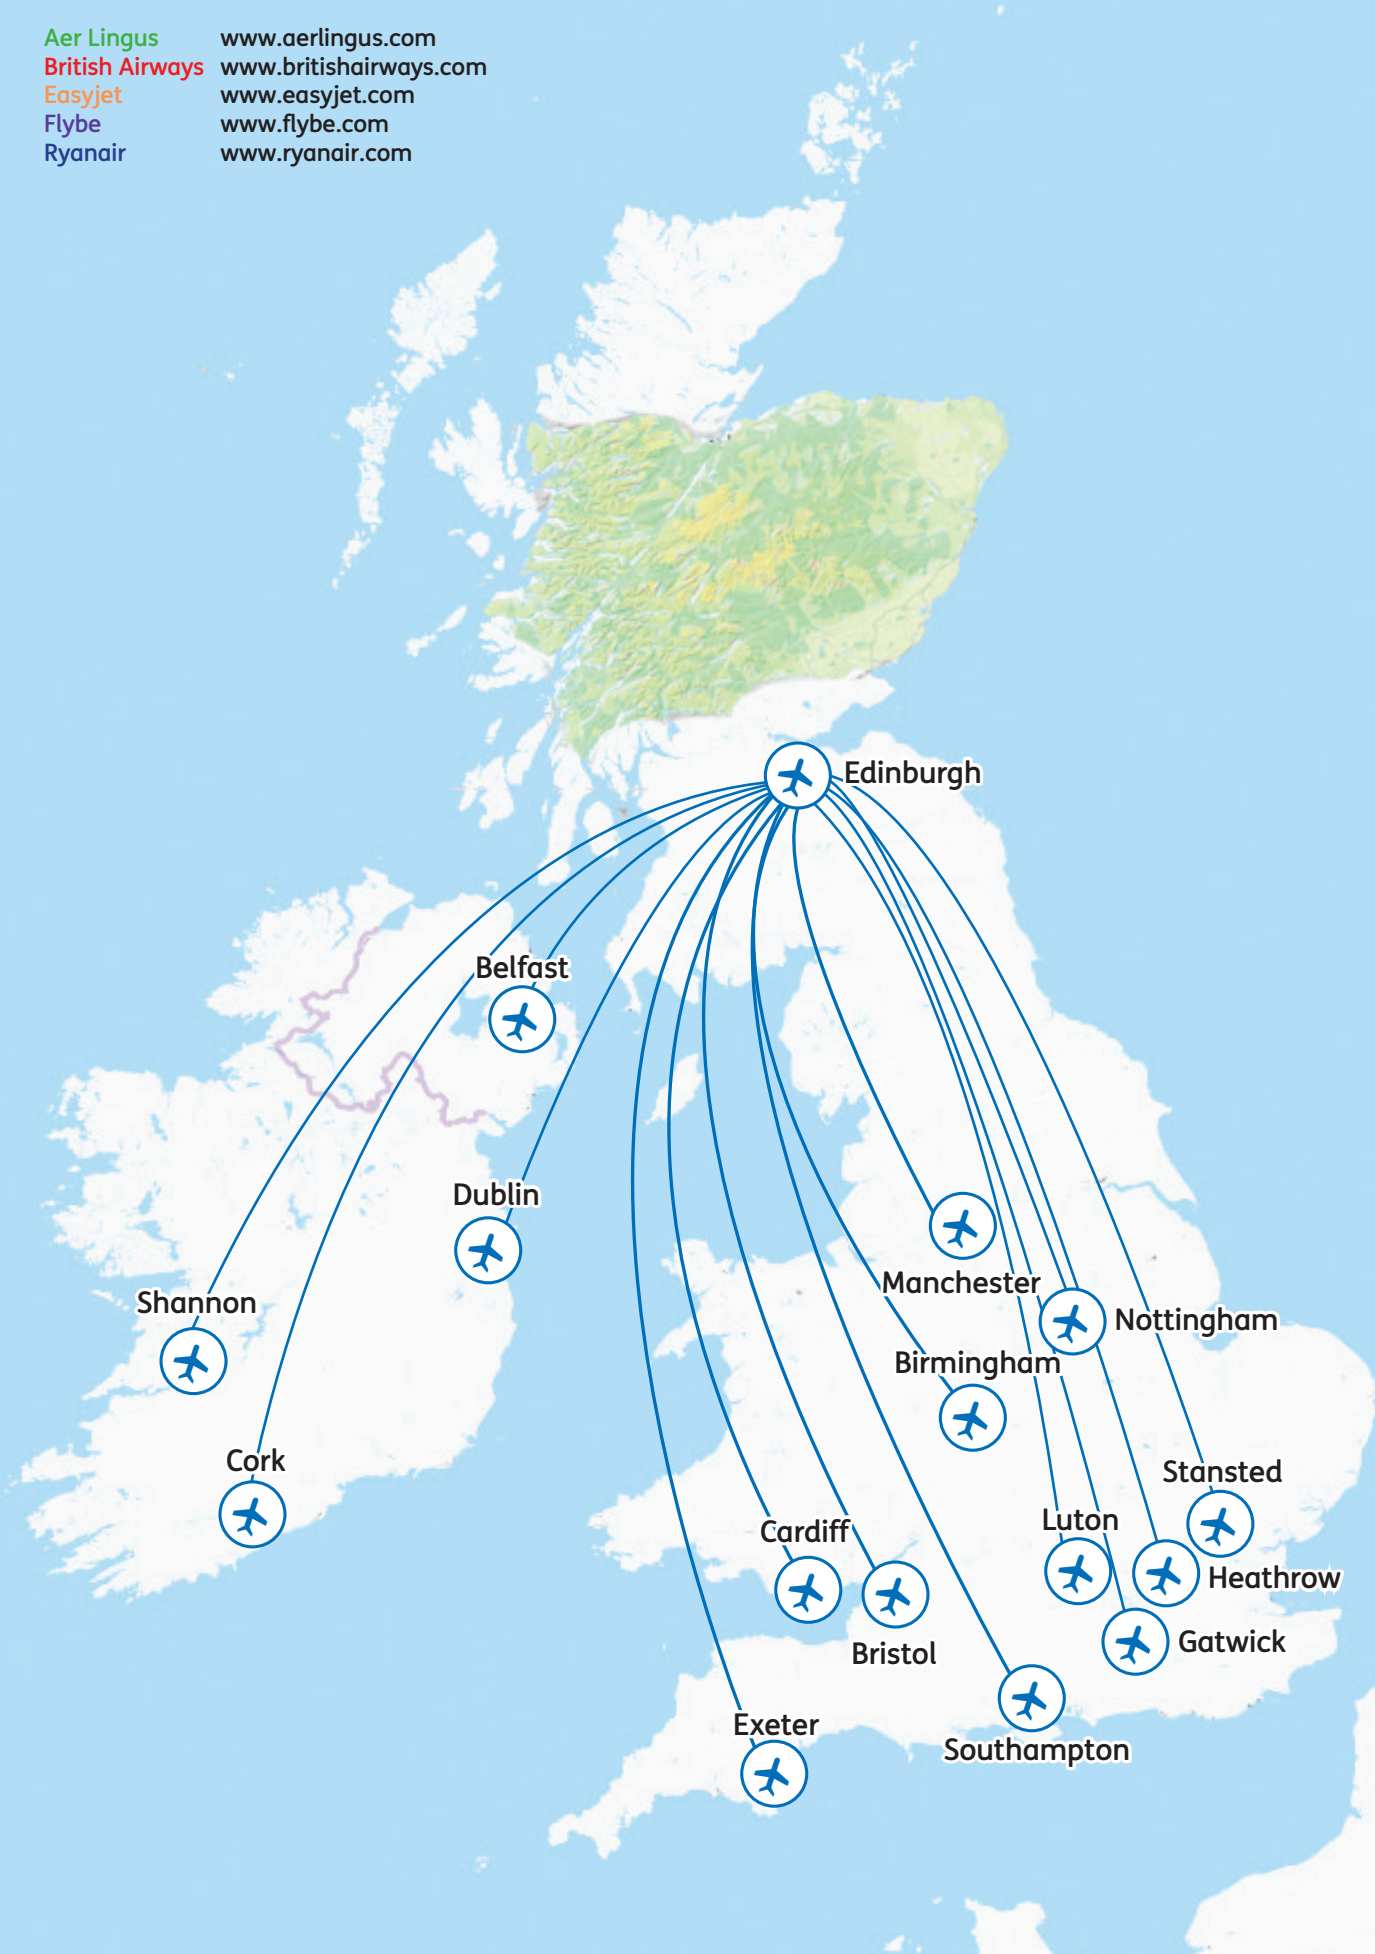 Aer Lingus www.aerlingus.com
British Airways www.britishairways.com
Easyjet www.easyjet.com
Flybe www.flybe.com
Ryanair www.ryanair.com
Edinburgh
Belfast
Dublin
Manchester
Shannon
Nottingham
Birmingham
Cork
Stansted
Luton
Cardiff
Heathrow
Gatwick
Bristol
Exeter
Southampton